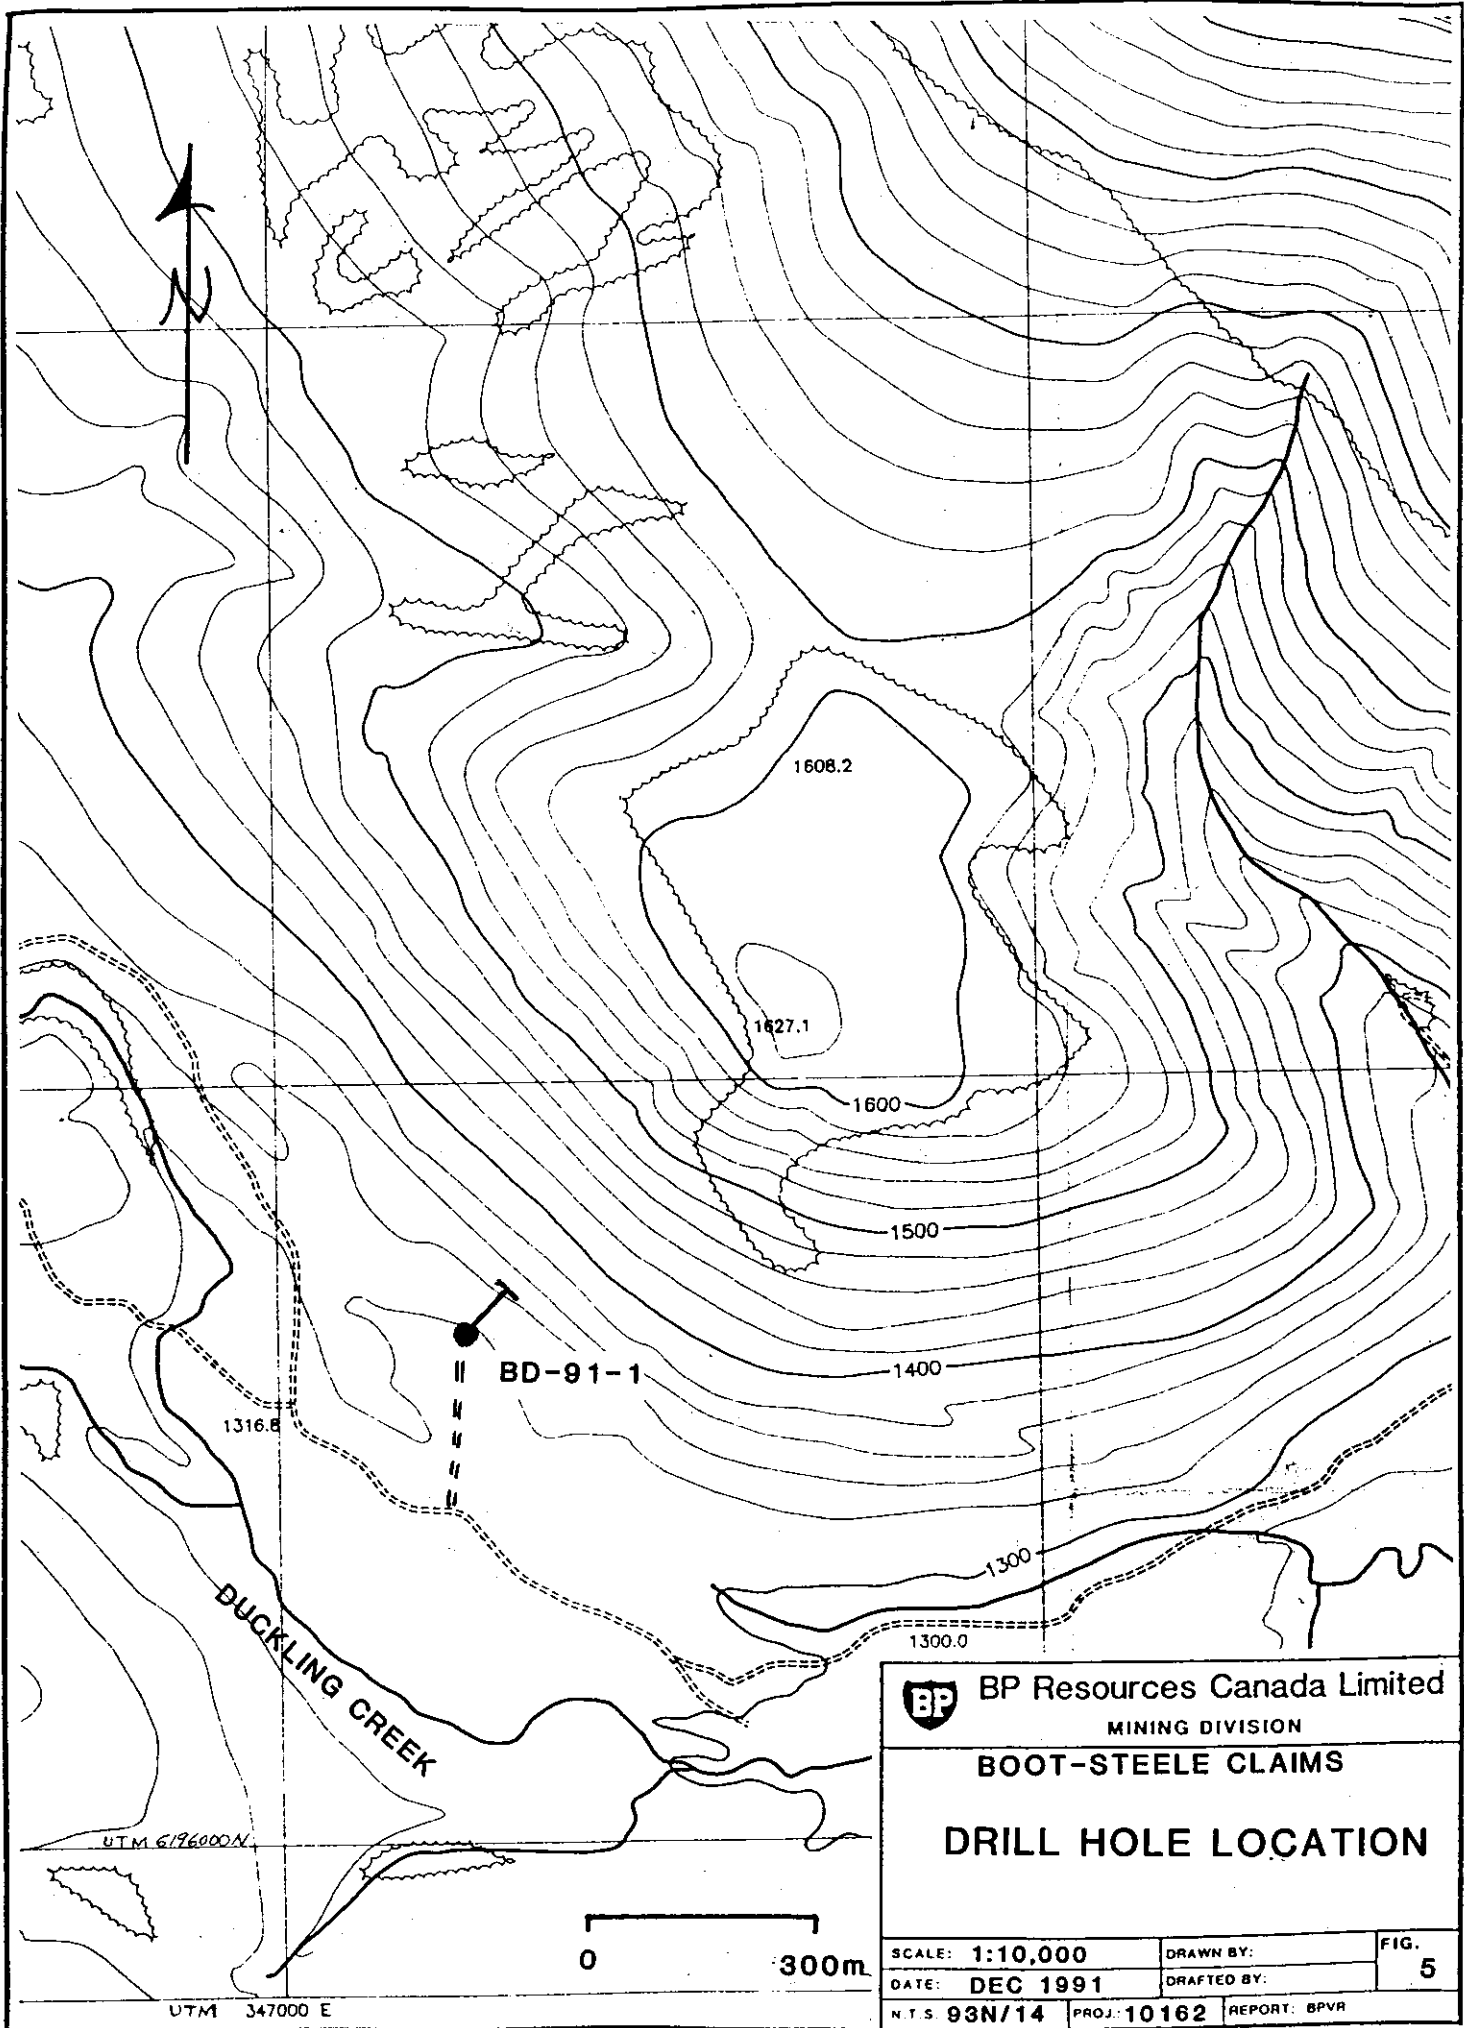 N
1608.2
1627.1
1600
1500
1400
BD-91-1
1316.8
1300
1300.0
DUCKLING CREEK
UTM 6196000N
UTM 347000 E
0 300m
BP BP Resources Canada Limited
MINING DIVISION
BOOT-STEELE CLAIMS
DRILL HOLE LOCATION
SCALE: 1:10,000 DRAWN BY: FIG. 5
DATE: DEC 1991 DRAFTED BY:
N.T.S. 93N/14 PROJ.: 10162 REPORT: BPVR